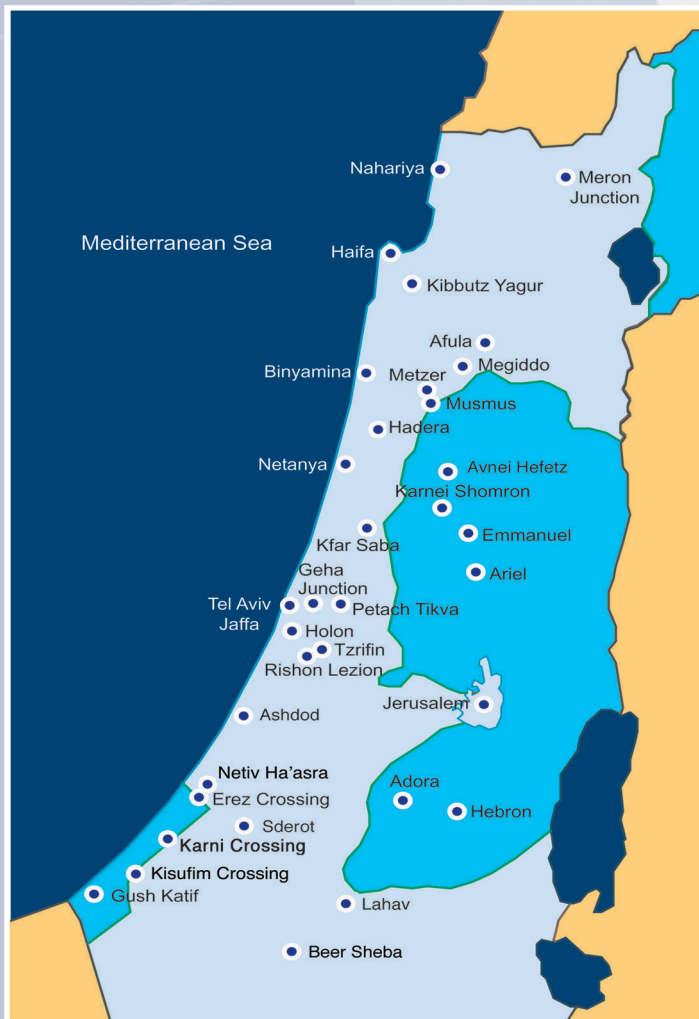 Nahariya
Meron
Junction
Mediterranean Sea
Haifa
Kibbutz Yagur
Afula
Megiddo
Binyamina
Metzer
Musmus
Hadera
Netanya
Avnei Hefetz
Karnei Shomron
Emmanuel
Kfar Saba
Ariel
Geha
Junction
Tel Aviv
Jaffa
Petach Tikva
Holon
Tzrifin
Rishon Lezion
Jerusalem
Ashdod
Netiv Ha'asra
Adora
Erez Crossing
Hebron
Sderot
Karni Crossing
Kisufim Crossing
Gush Katif
Lahav
Beer Sheba